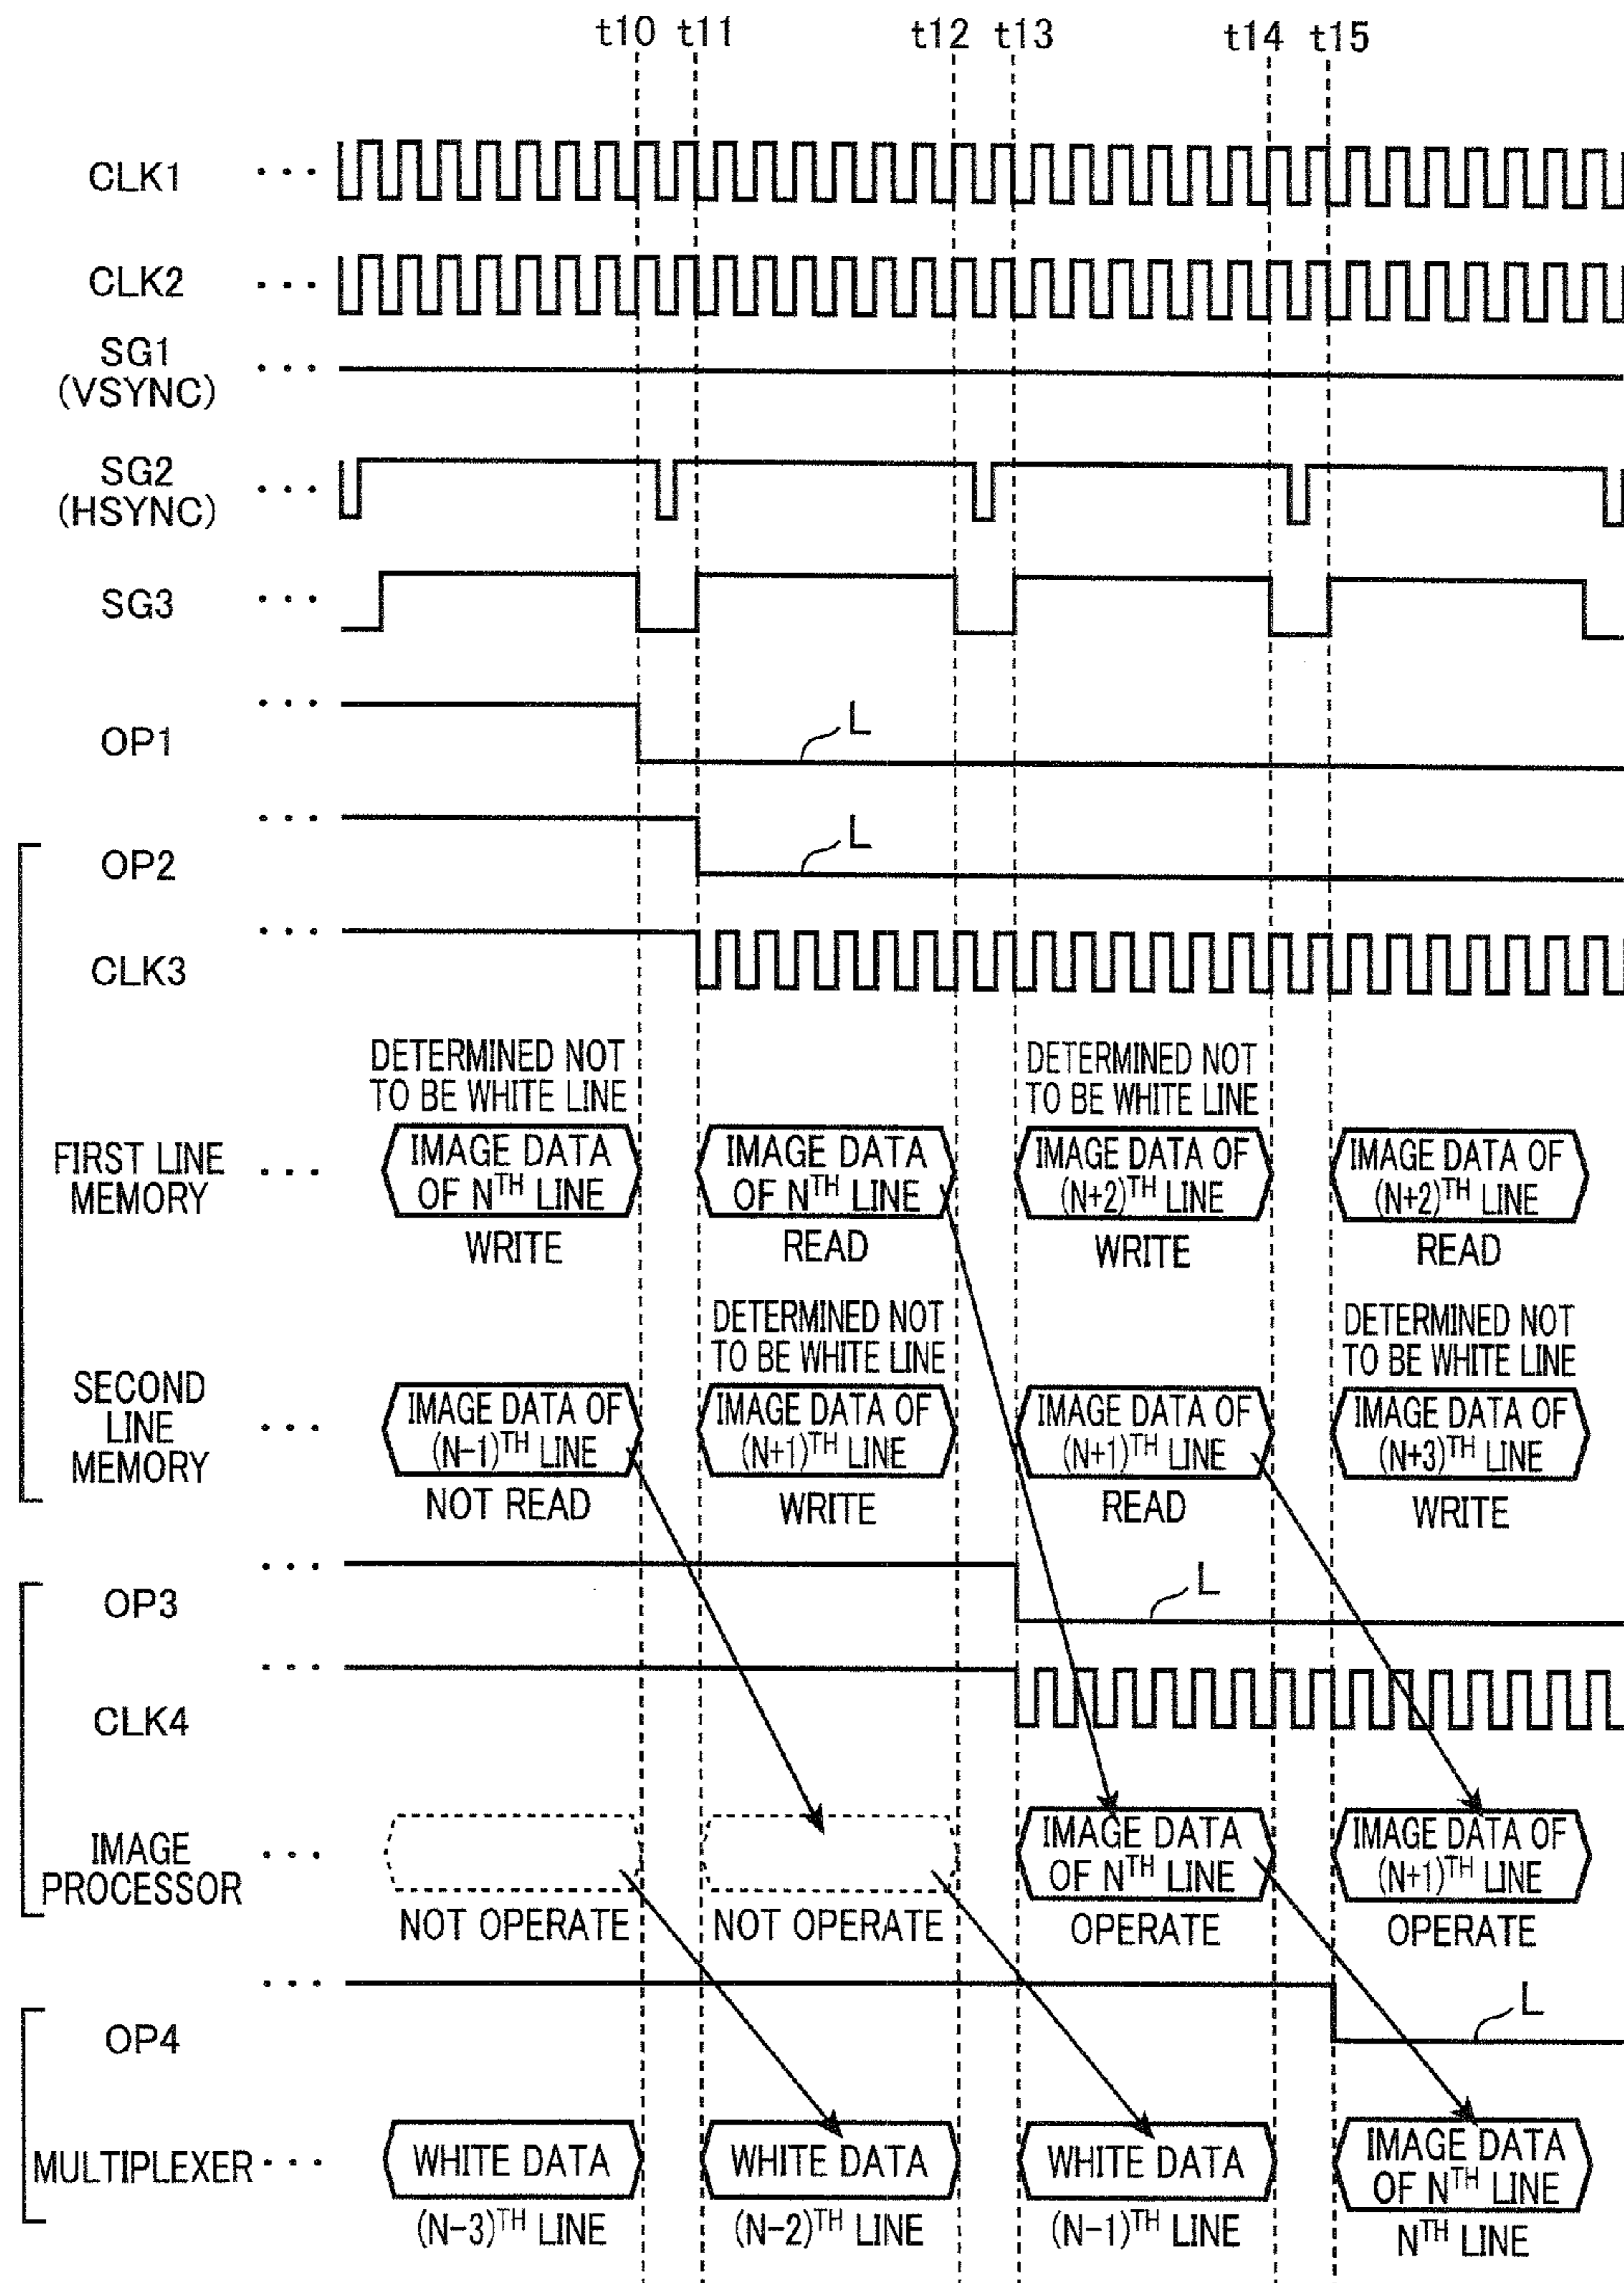 t10 t11 t12 t13 t14 t15
CLK1 ...
CLK2 ...
SG1
(VSYNC) ...
SG2
(HSYNC) ...
SG3 ...
OP1 ... L
OP2 ... L
CLK3 ...
DETERMINED NOT DETERMINED NOT
TO BE WHITE LINE TO BE WHITE LINE
FIRST LINE
MEMORY ...
IMAGE DATA IMAGE DATA IMAGE DATA OF IMAGE DATA OF
OF NTH LINE OF NTH LINE (N+2)TH LINE (N+2)TH LINE
WRITE READ WRITE READ
DETERMINED NOT DETERMINED NOT
TO BE WHITE LINE TO BE WHITE LINE
SECOND
LINE
MEMORY ...
IMAGE DATA OF IMAGE DATA OF IMAGE DATA OF IMAGE DATA OF
(N-1)TH LINE (N+1)TH LINE (N+1)TH LINE (N+3)TH LINE
NOT READ WRITE READ WRITE
OP3 ... L
CLK4 ...
IMAGE
PROCESSOR ...
IMAGE DATA IMAGE DATA OF
OF NTH LINE (N+1)TH LINE
NOT OPERATE NOT OPERATE OPERATE OPERATE
OP4 ... L
MULTIPLEXER ... WHITE DATA WHITE DATA WHITE DATA IMAGE DATA
OF NTH LINE
(N-3)TH LINE (N-2)TH LINE (N-1)TH LINE NTH LINE